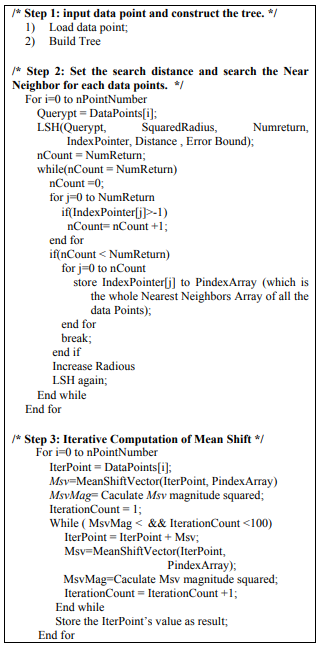 /* Step 1: input data point and construct the tree. */
1) Load data point;
2) Build Tree
/* Step 2: Set the search distance and search the Near
Neighbor for each data points. */
For i=0 to nPointNumber
Querypt = DataPoints[i];
LSH(Querypt, SquaredRadius, Numreturn,
IndexPointer, Distance , Error Bound);
nCount = NumReturn;
while(nCount = NumReturn)
nCount =0;
for j=0 to NumReturn
if(IndexPointer[j]>-1)
nCount= nCount +1;
end for
if(nCount < NumReturn)
for j=0 to nCount
store IndexPointer[j] to PindexArray (which is
the whole Nearest Neighbors Array of all the
data Points);
end for
break;
end if
Increase Radious
LSH again;
End while
End for
/* Step 3: Iterative Computation of Mean Shift */
For i=0 to nPointNumber
IterPoint = DataPoints[i];
Msv=MeanShiftVector(IterPoint, PindexArray)
MsvMag= Caculate Msv magnitude squared;
IterationCount = 1;
While ( MsvMag < && IterationCount <100)
IterPoint = IterPoint + Msv;
Msv=MeanShiftVector(IterPoint,
PindexArray);
MsvMag=Caculate Msv magnitude squared;
IterationCount = IterationCount +1;
End while
Store the IterPoint's value as result;
End for